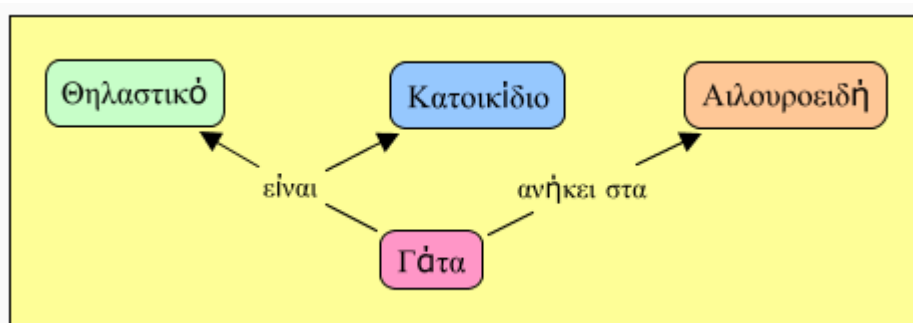 Θηλαστικό
Κατοικίδιο
Αιλουροειδή
είναι
ανήκει στα
Γάτα